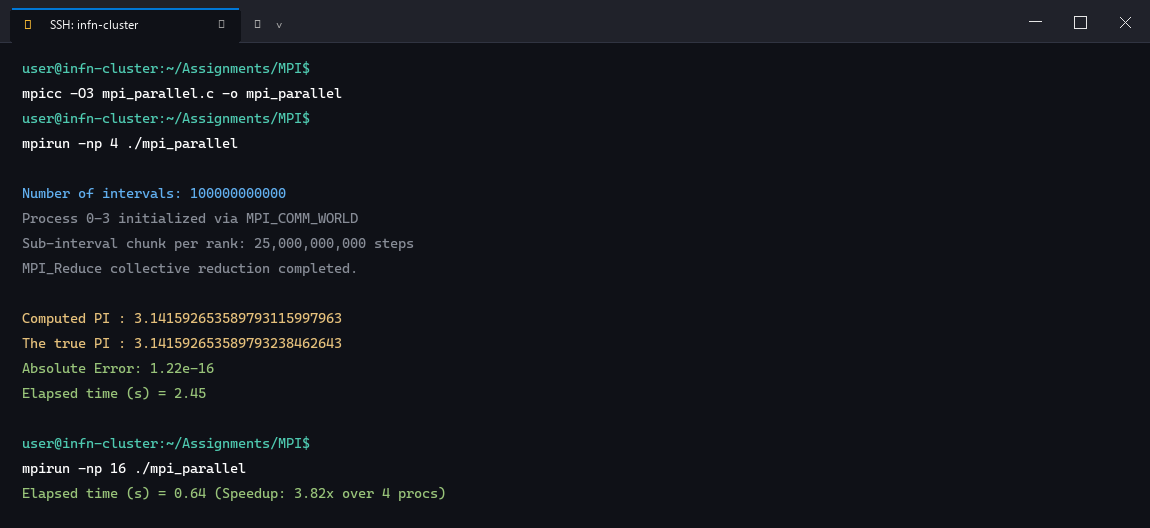 SSH: infn-cluster
user@infn-cluster:~/Assignments/MPI$
mpicc -O3 mpi_parallel.c -o mpi_parallel
user@infn-cluster:~/Assignments/MPI$
mpirun -np 4 ./mpi_parallel
Number of intervals: 100000000000
Process 0-3 initialized via MPI_COMM_WORLD
Sub-interval chunk per rank: 25,000,000,000 steps
MPI_Reduce collective reduction completed.
Computed PI : 3.141592653589793115997963
The true PI : 3.141592653589793238462643
Absolute Error: 1.22e-16
Elapsed time (s) = 2.45
user@infn-cluster:~/Assignments/MPI$
mpirun -np 16 ./mpi_parallel
Elapsed time (s) = 0.64 (Speedup: 3.82x over 4 procs)